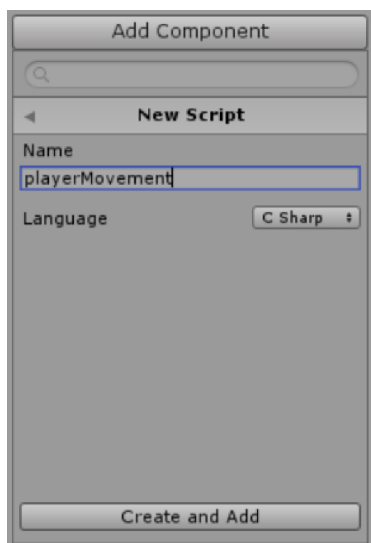 Add Component
New Script
Name
playerMovement
Language C Sharp
Create and Add